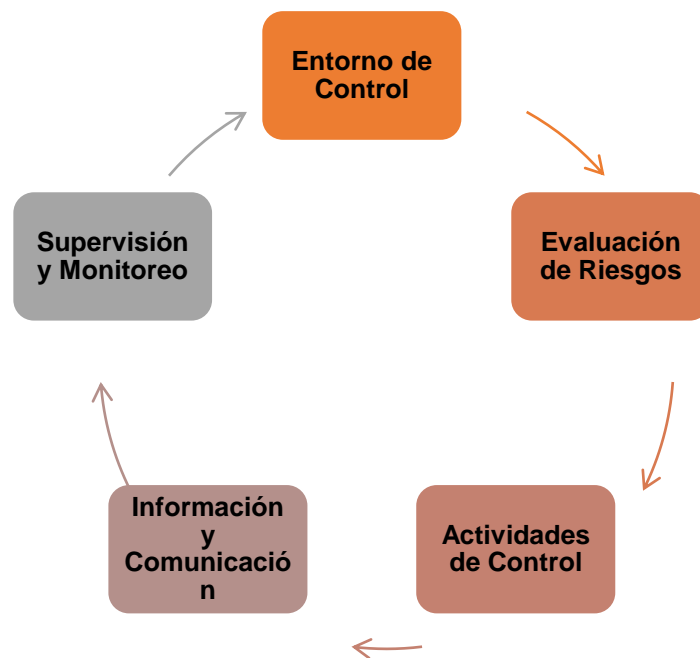 Entorno de
Control
Evaluación
de Riesgos
Actividades
de Control
Información
y
Comunicació
n
Supervisión
y Monitoreo